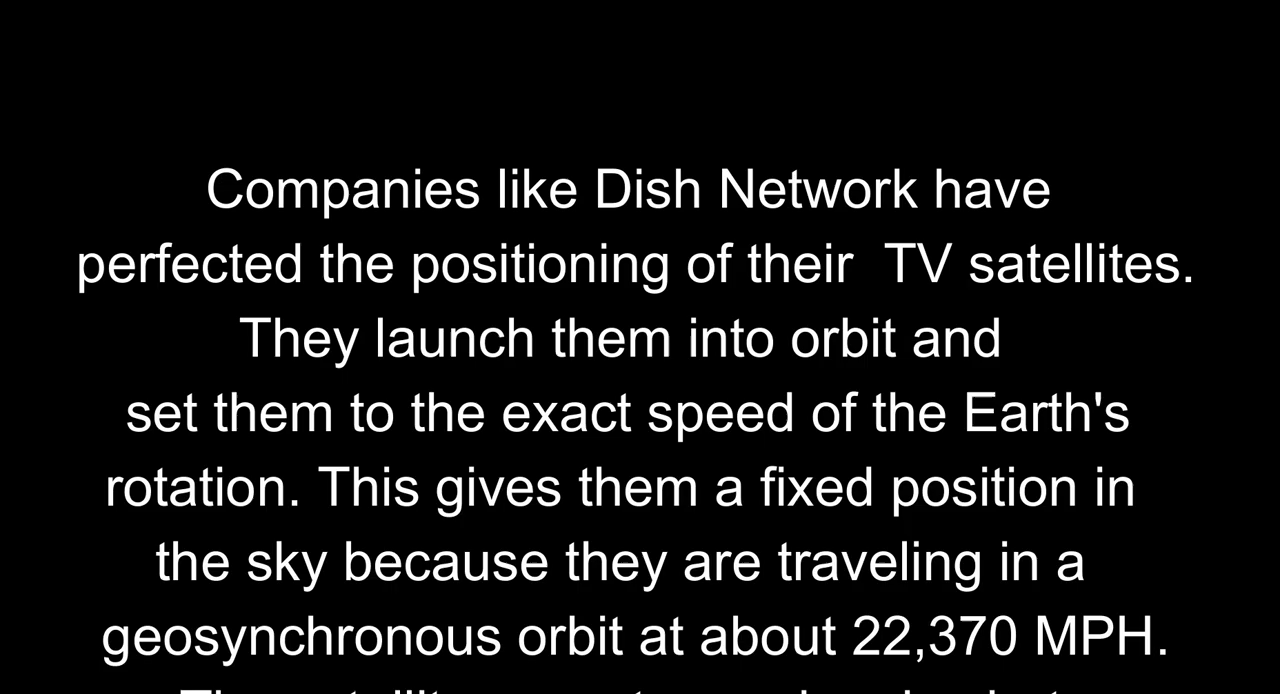 Companies like Dish Network have
perfected the positioning of their  TV satellites.
They launch them into orbit and
set them to the exact speed of the Earth's
rotation. This gives them a fixed position in
the sky because they are traveling in a
geosynchronous orbit at about 22,370 MPH.